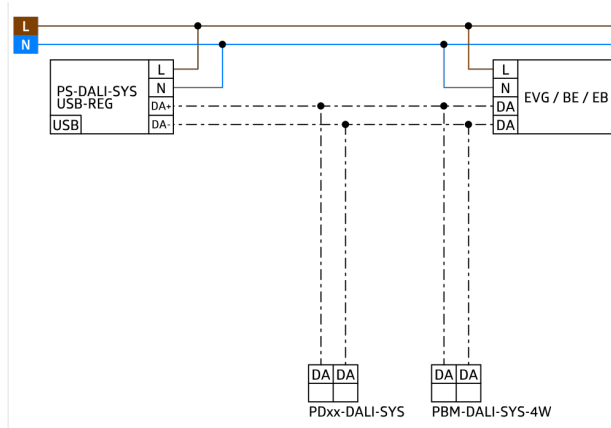 L
N
PS-DALI-SYS
USB-REG
USB
L
N
DA+
DA-
L
N
DA
DA
EVG / BE / EB
DA DA
PDxx-DALI-SYS
DA DA
PBM-DALI-SYS-4W